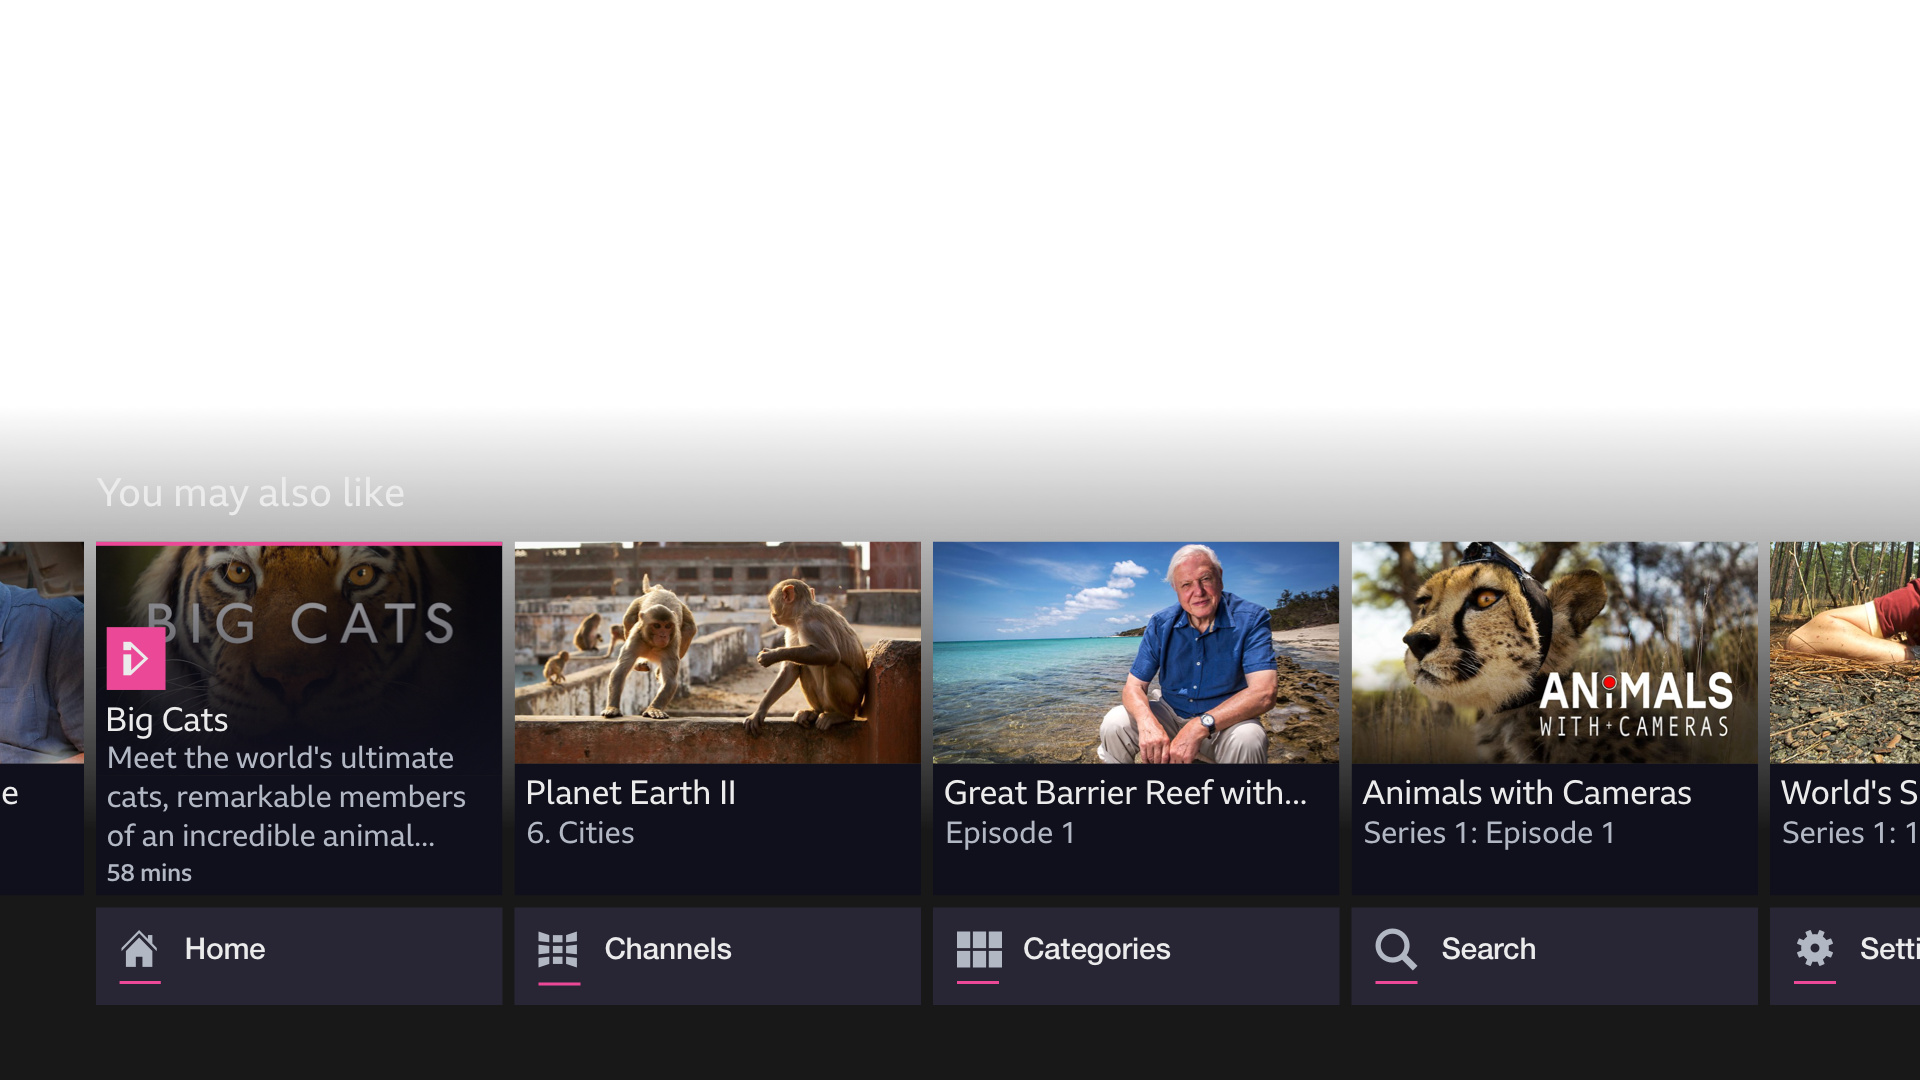 You may also like
BIG CATS
Big Cats
Meet the world's ultimate
cats, remarkable members
of an incredible animal...
58 mins
Planet Earth II
6. Cities
Great Barrier Reef with...
Episode 1
ANiMALS
WITH + CAMERAS
Animals with Cameras
Series 1: Episode 1
World's S
Series 1: 1
e
Home
Channels
Categories
Search
Setti